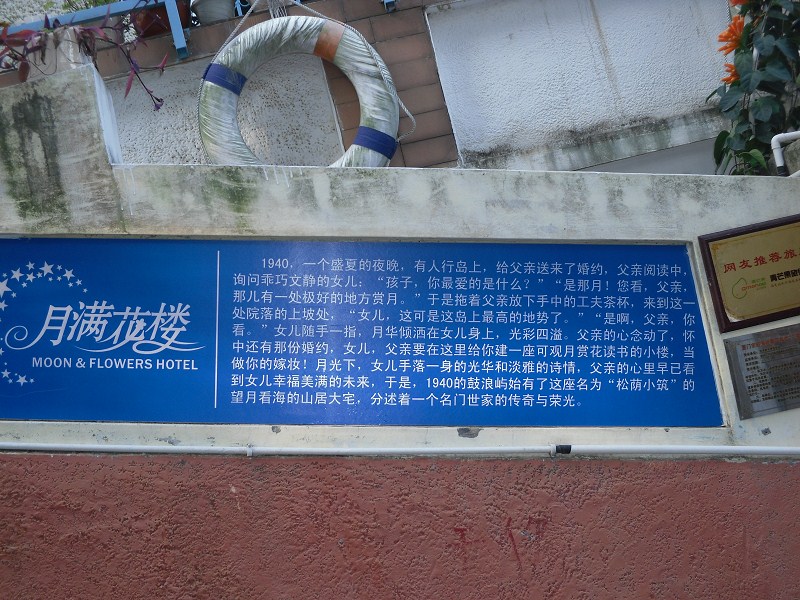 月满花楼
MOON & FLOWERS HOTEL
1940，一个盛夏的夜晚，有人行岛上，给父亲送来了婚约，父亲阅读中，
询问乖巧文静的女儿：“孩子，你最爱的是什么？”“是那月！您看，父亲，
那儿有一处极好的地方赏月。”于是拖着父亲放下手中的工夫茶杯，来到这一
处院落的上坡处，“女儿，这可是这岛上最高的地势了。”“是啊，父亲，你
看。”女儿随手一指，月华倾洒在女儿身上，光彩四溢。父亲的心念动了，怀
中还有那份婚约，女儿，父亲要在这里给你建一座可观月赏花读书的小楼，当
做你的嫁妆！月光下，女儿手落一身的光华和淡雅的诗情，父亲的心里早已看
到女儿幸福美满的未来，于是，1940的鼓浪屿始有了这座名为“松荫小筑”的
望月看海的山居大宅，分述着一个名门世家的传奇与荣光。
网友推荐旅